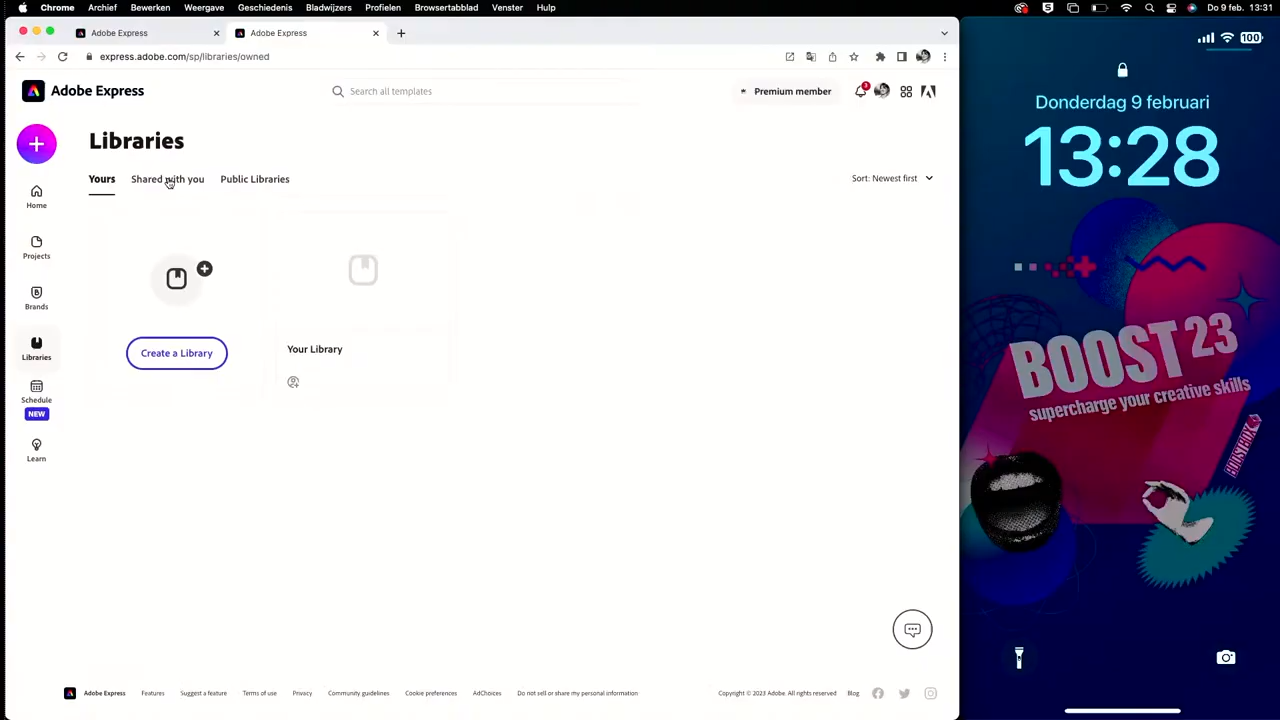 Chrome Archief Bewerken Weergave Geschiedenis Bladwijzers Profielen Browsertabblad Venster Help
Do 9 feb. 13:31
Adobe Express
Adobe Express
express.adobe.com/sp/libraries/owned
Adobe Express
Search all templates
Premium member
3
Libraries
Yours
Shared with you
Public Libraries
Sort: Newest first
Home
Projects
Brands
Libraries
Schedule
NEW
Learn
Create a Library
Your Library
Adobe Express
Features
Suggest a feature
Terms of use
Privacy
Community guidelines
Cookie preferences
AdChoices
Do not sell or share my personal information
Copyright © 2023 Adobe. All rights reserved
Blog
100
Donderdag 9 februari
13:28
BOOST 23
supercharge your creative skills
BOOSTBOX